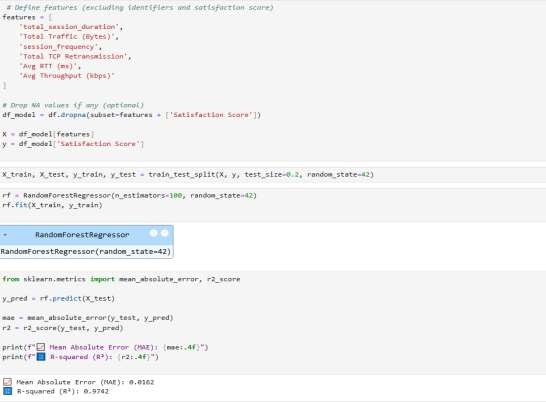 # Define features (excluding identifiers and satisfaction score)
features = [
'total_session_duration',
'Total Traffic (Bytes)',
'session_frequency',
'Total TCP Retransmission',
'Avg RTT (ms)',
'Avg Throughput (kbps)'
]
# Drop NA values if any (optional)
df_model = df.dropna(subset=features + ['Satisfaction Score'])
X = df_model[features]
y = df_model['Satisfaction Score']
X_train, X_test, y_train, y_test = train_test_split(X, y, test_size=0.2, random_state=42)
rf = RandomForestRegressor(n_estimators=100, random_state=42)
rf.fit(X_train, y_train)
RandomForestRegressor
RandomForestRegressor(random_state=42)
from sklearn.metrics import mean_absolute_error, r2_score
y_pred = rf.predict(X_test)
mae = mean_absolute_error(y_test, y_pred)
r2 = r2_score(y_test, y_pred)
print(f"📈 Mean Absolute Error (MAE): {mae:.4f}")
print(f"📘 R-squared (R²): {r2:.4f}")
📈 Mean Absolute Error (MAE): 0.0162
📘 R-squared (R²): 0.9742